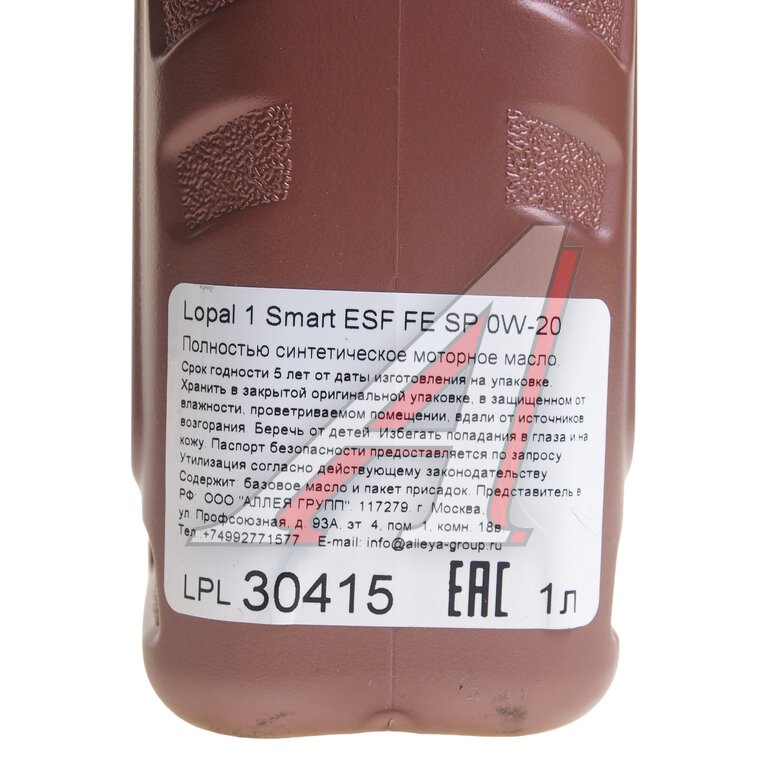 Lopal 1 Smart ESF FE SP 0W-20
Полностью синтетическое моторное масло.
Срок годности 5 лет от даты изготовления на упаковке.
Хранить в закрытой оригинальной упаковке, в защищенном от
влажности, проветриваемом помещении, вдали от источников
возгорания. Беречь от детей. Избегать попадания в глаза и на
кожу. Паспорт безопасности предоставляется по запросу
Утилизация согласно действующему законодательству
Содержит базовое масло и пакет присадок. Представитель в
РФ: ООО "АЛЛЕЯ ГРУПП". 117279, г. Москва,
ул. Профсоюзная, д. 93А, эт 4, пом 1, комн. 18в
Тел.:+74992771577 E-mail: info@alleya-group.ru
LPL 30415 EAC 1 л